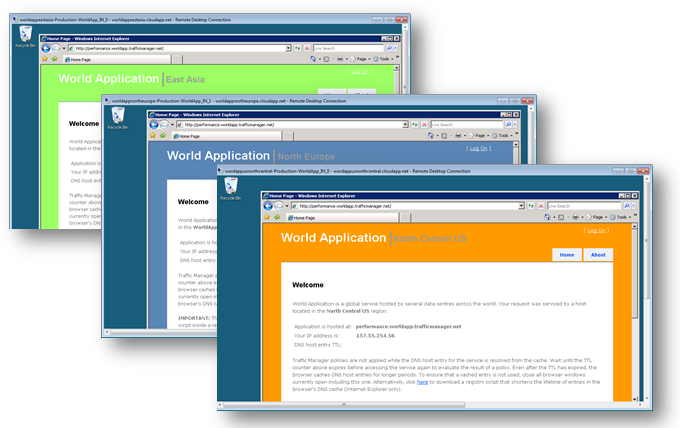 worldappeastasia-Production-WorldApp_IN_0 - worldappeastasia.cloudapp.net - Remote Desktop Connection
Recycle Bin
Home Page - Windows Internet Explorer
http://performance.worldapp.trafficmanager.net/
Live Search
Home Page
Page
Tools
World Application
East Asia
[ Log On ]
Welcome
World Applicat
located in the
Application is
Your IP addre
DNS host entr
Traffic Manage
counter above
browser cache
currently open
browser's DNS
worldappnortheurope-Production-WorldApp_IN_1 - worldappnortheurope.cloudapp.net - Remote Desktop Connection
Recycle Bin
Home Page - Windows Internet Explorer
http://performance.worldapp.trafficmanager.net/
Live Search
Home Page
Page
Tools
World Application
North Europe
[ Log On ]
Welcome
World Applicatio
in the WorldApp
Application is h
Your IP address
DNS host entry
Traffic Manager
counter above e
browser caches
currently open i
browser's DNS c
IMPORTANT: Th
script inside a re
worldappusnorthcentral-Production-WorldApp_IN_0 - worldappusnorthcentral.cloudapp.net - Remote Desktop Connection
Recycle Bin
Home Page - Windows Internet Explorer
http://performance.worldapp.trafficmanager.net/
Live Search
Home Page
Page
Tools
World Application
North Central US
[ Log On ]
Home
About
Welcome
World Application is a global service hosted by several data centres across the world. Your request was serviced by a host
located in the North Central US region.
Application is hosted at: performance.worldapp.trafficmanager.net
Your IP address is: 157.55.254.56
DNS host entry TTL:
Traffic Manager policies are not applied while the DNS host entry for the service is resolved from the cache. Wait until the TTL
counter above expires before accessing the service again to evaluate the result of a policy. Even after the TTL has expired, the
browser caches DNS host entries for longer periods. To ensure that a cached entry is not used, close all browser windows
currently open including this one. Alternatively, click here to download a registry script that shortens the lifetime of entries in the
browser's DNS cache (Internet Explorer only).